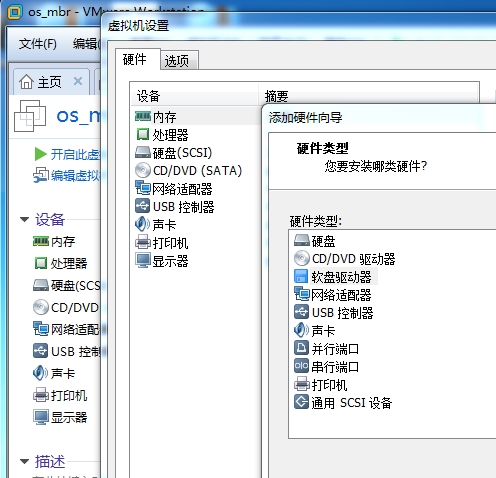 os_mbr - VMware Workstation
虚拟机设置
文件(F)
编辑(
硬件
选项
主页
设备
摘要
内存
处理器
硬盘(SCSI)
CD/DVD (SATA)
网络适配器
USB 控制器
声卡
打印机
显示器
添加硬件向导
硬件类型
您要安装哪类硬件?
硬件类型:
硬盘
CD/DVD 驱动器
软盘驱动器
网络适配器
USB 控制器
声卡
并行端口
串行端口
打印机
通用 SCSI 设备
os_m
开启此虚
编辑虚拟
设备
内存
处理器
硬盘(SCS
CD/DVD
网络适配
USB 控制
声卡
打印机
显示器
描述